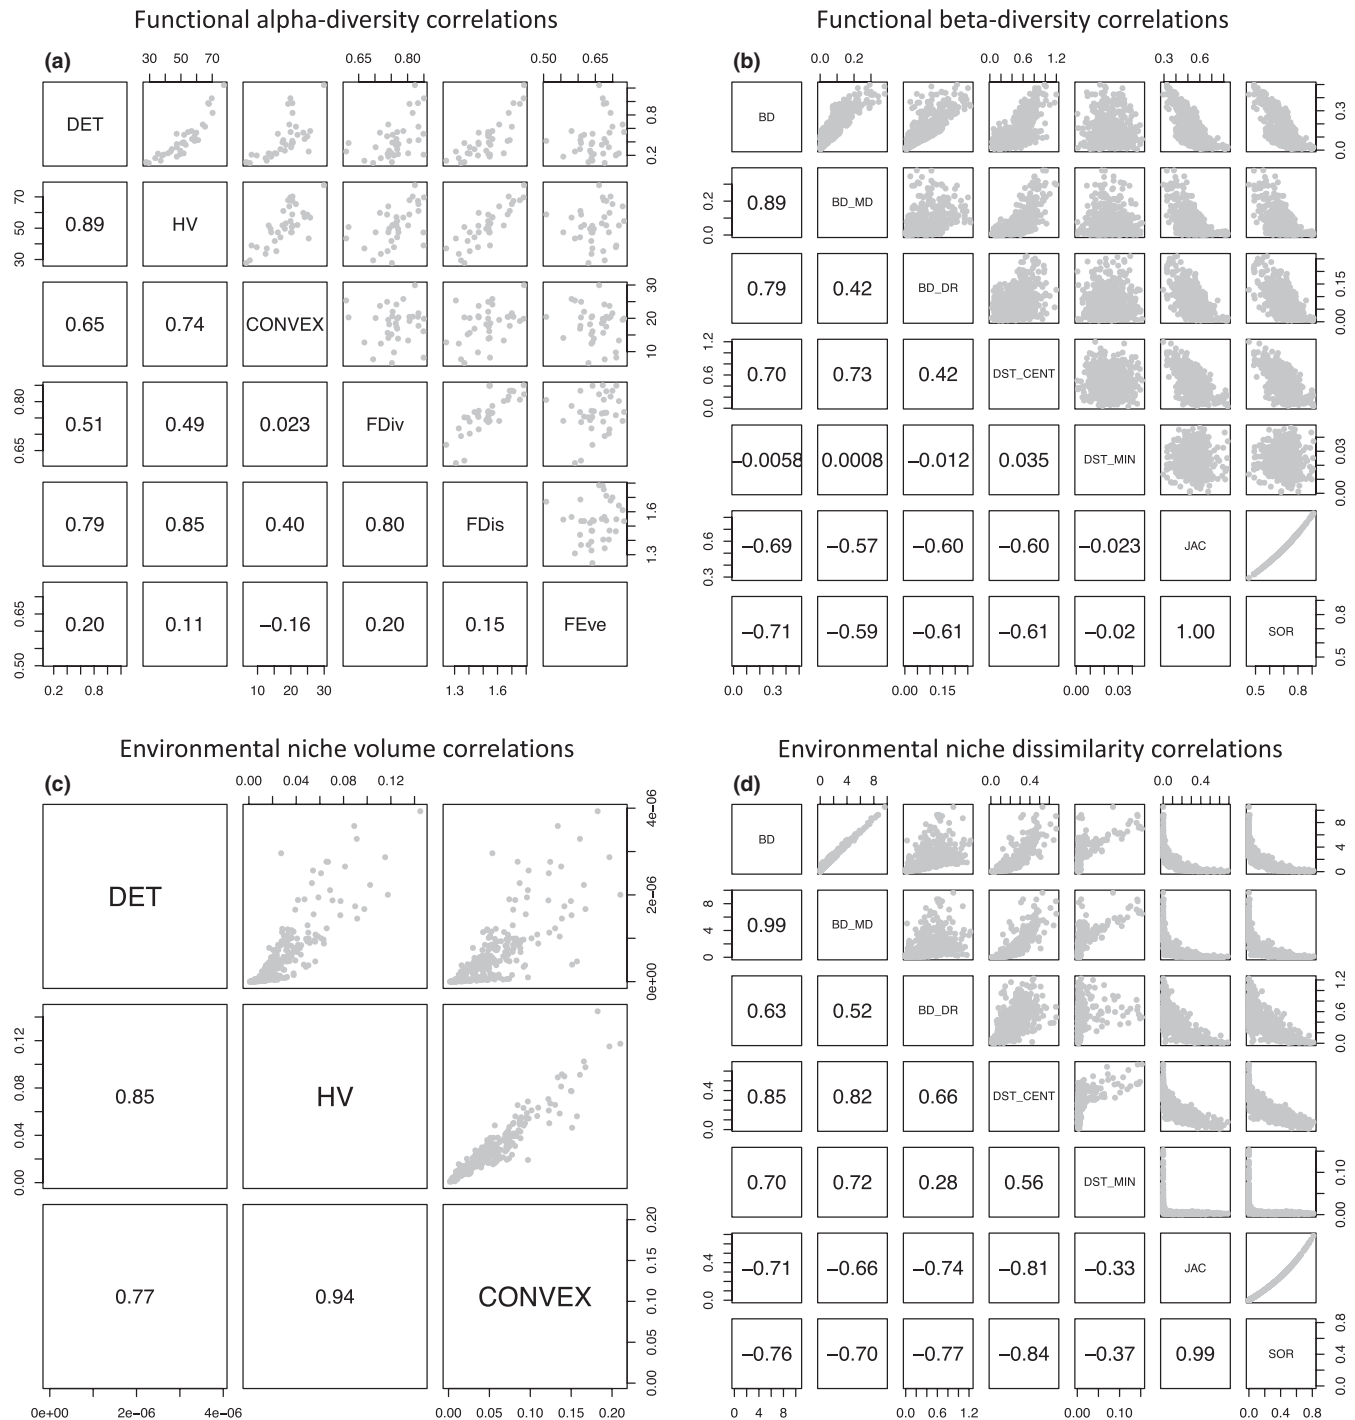 Functional alpha-diversity correlations
(a)
30 50 70 0.65 0.80 0.50 0.65
DET
0.2 0.8
30 50 70
0.89 HV
0.65 0.74 CONVEX
10 20 30
0.65 0.80
0.51 0.49 0.023 FDiv
0.79 0.85 0.40 0.80 FDis
1.3 1.6
0.50 0.65
0.20 0.11 −0.16 0.20 0.15 FEve
0.2 0.8 10 20 30 1.3 1.6
Functional beta-diversity correlations
(b)
0.0 0.2 0.0 0.6 1.2 0.3 0.6
BD
0.0 0.3
0.0 0.2
0.89 BD_MD
0.79 0.42 BD_DR
0.00 0.15
0.0 0.6 1.2
0.70 0.73 0.42 DST_CENT
−0.0058 0.0008 −0.012 0.035 DST_MIN
0.00 0.03
0.3 0.6
−0.69 −0.57 −0.60 −0.60 −0.023 JAC
−0.71 −0.59 −0.61 −0.61 −0.02 1.00 SOR
0.5 0.8
0.0 0.3 0.00 0.15 0.00 0.03 0.5 0.8
Environmental niche volume correlations
(c)
0.00 0.04 0.08 0.12
DET
0e+00 2e−06 4e−06
0.00 0.04 0.08 0.12
0.85 HV
0.77 0.94 CONVEX
0.00 0.05 0.10 0.15 0.20
0e+00 2e−06 4e−06 0.00 0.05 0.10 0.15 0.20
Environmental niche dissimilarity correlations
(d)
0 4 8 0.0 0.4 0.0 0.4
BD
0 4 8
0 4 8
0.99 BD_MD
0.63 0.52 BD_DR
0.0 0.6 1.2
0.0 0.4
0.85 0.82 0.66 DST_CENT
0.70 0.72 0.28 0.56 DST_MIN
0.00 0.10
0.0 0.4
−0.71 −0.66 −0.74 −0.81 −0.33 JAC
−0.76 −0.70 −0.77 −0.84 −0.37 0.99 SOR
0.0 0.4 0.8
0 4 8 0.0 0.6 1.2 0.00 0.10 0.0 0.4 0.8